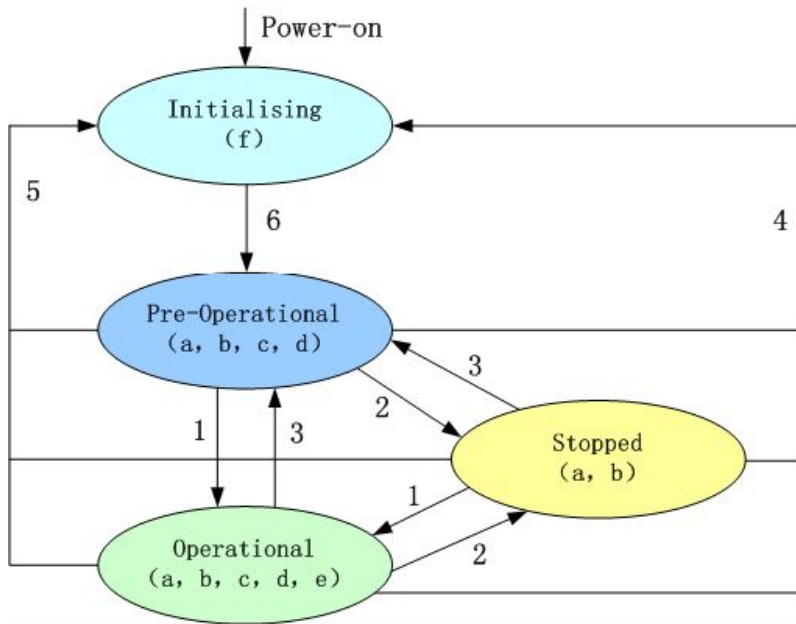 Power-on
Initialising
(f)
5
6
4
Pre-Operational
(a, b, c, d)
3
2
1
3
Stopped
(a, b)
1
Operational
(a, b, c, d, e)
2